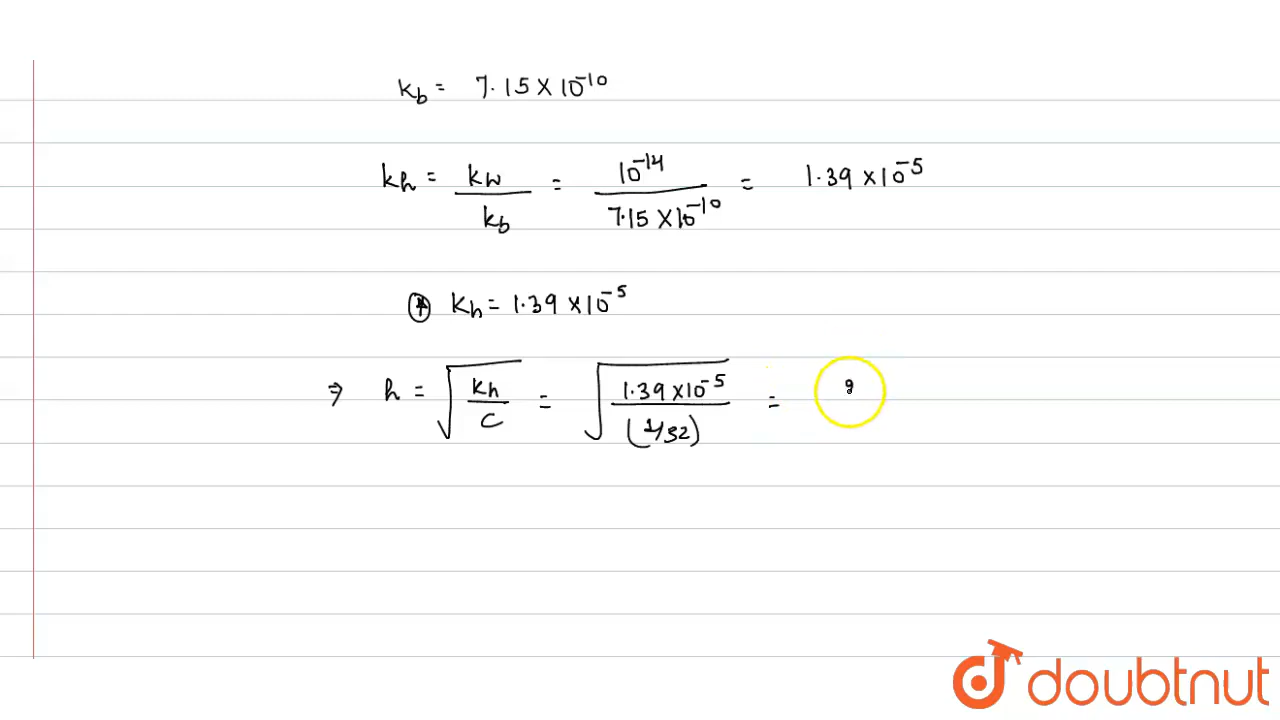 kb = 7.15 × 10^-10
kh = kw/kb = 10^-14/7.15 × 10^-10 = 1.39 × 10^-5
kh = 1.39 × 10^-5
⇒ h = √(kh/C) = √(1.39 × 10^-5/(1/32)) =
doubtnut